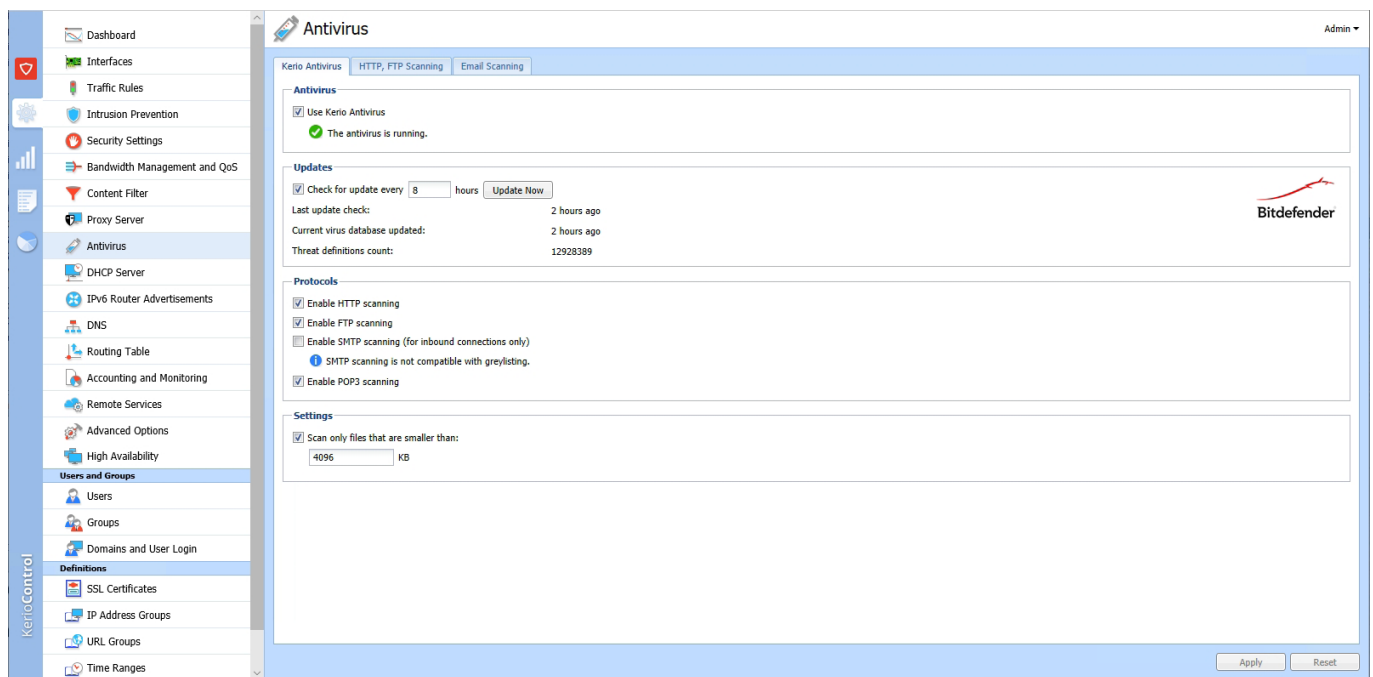 Dashboard
Interfaces
Traffic Rules
Intrusion Prevention
Security Settings
Bandwidth Management and QoS
Content Filter
Proxy Server
Antivirus
DHCP Server
IPv6 Router Advertisements
DNS
Routing Table
Accounting and Monitoring
Remote Services
Advanced Options
High Availability
Users and Groups
Users
Groups
Domains and User Login
Definitions
SSL Certificates
IP Address Groups
URL Groups
Time Ranges
KerioControl
Antivirus
Admin
Kerio Antivirus HTTP, FTP Scanning Email Scanning
Antivirus
Use Kerio Antivirus
The antivirus is running.
Updates
Check for update every 8 hours Update Now
Last update check: 2 hours ago
Current virus database updated: 2 hours ago
Threat definitions count: 12928389
Bitdefender
Protocols
Enable HTTP scanning
Enable FTP scanning
Enable SMTP scanning (for inbound connections only)
SMTP scanning is not compatible with greylisting.
Enable POP3 scanning
Settings
Scan only files that are smaller than:
4096 KB
Apply Reset